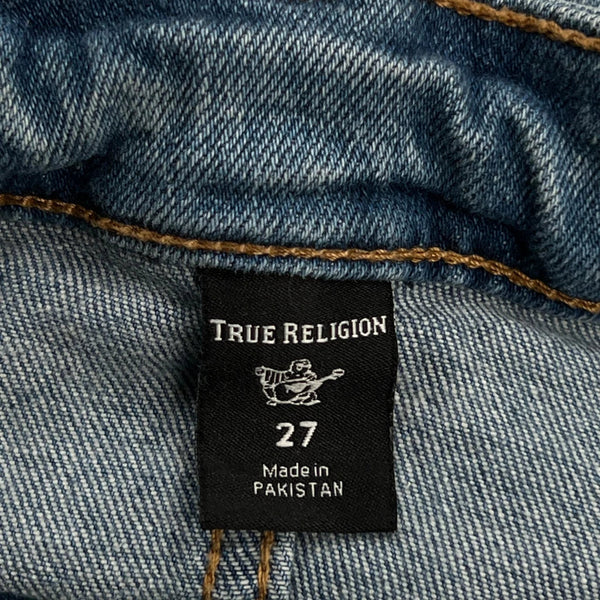 TRUE RELIGION
27
Made in
PAKISTAN